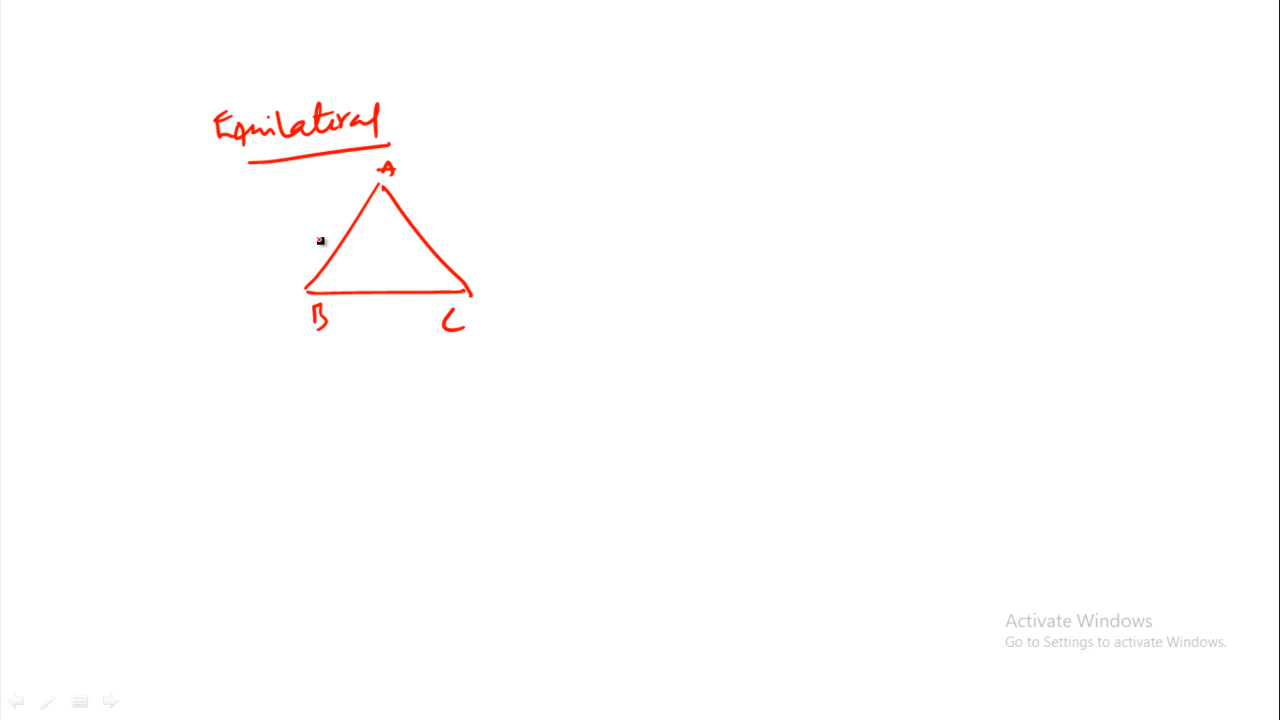 Equilateral
A
B C
Activate Windows
Go to Settings to activate Windows.